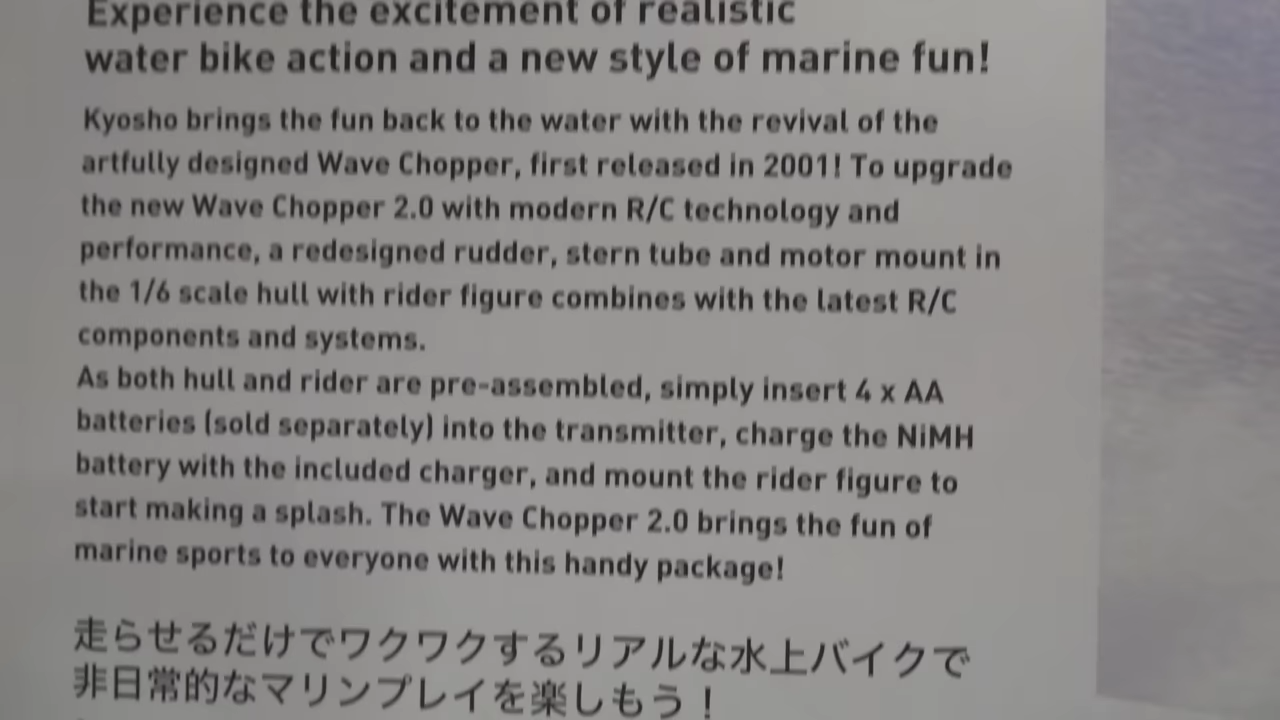 Experience the excitement of realistic
water bike action and a new style of marine fun!
Kyosho brings the fun back to the water with the revival of the
artfully designed Wave Chopper, first released in 2001! To upgrade
the new Wave Chopper 2.0 with modern R/C technology and
performance, a redesigned rudder, stern tube and motor mount in
the 1/6 scale hull with rider figure combines with the latest R/C
components and systems.
As both hull and rider are pre-assembled, simply insert 4 x AA
batteries (sold separately) into the transmitter, charge the NiMH
battery with the included charger, and mount the rider figure to
start making a splash. The Wave Chopper 2.0 brings the fun of
marine sports to everyone with this handy package!
走らせるだけでワクワクするリアルな水上バイクで
非日常的なマリンプレイを楽しもう！